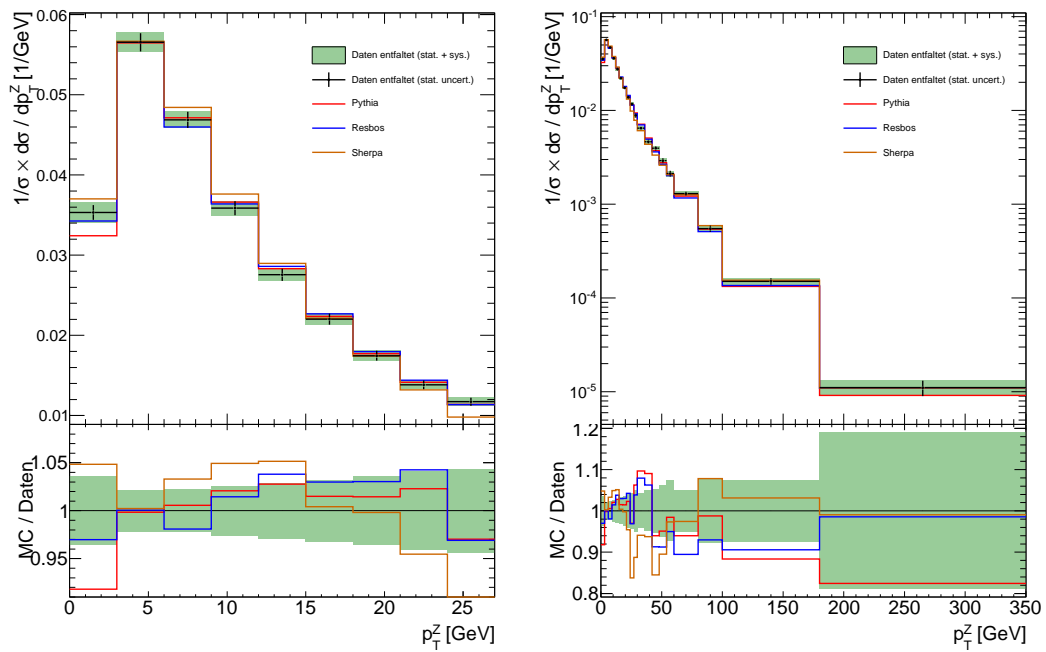 1/σ × dσ / dp_T^Z [1/GeV]
0.06
0.05
0.04
0.03
0.02
0.01
Daten entfaltet (stat. + sys.)
Daten entfaltet (stat. uncert.)
Pythia
Resbos
Sherpa
MC / Daten
1.05
1
0.95
0 5 10 15 20 25
p_T^Z [GeV]
1/σ × dσ / dp_T^Z [1/GeV]
10^-1
10^-2
10^-3
10^-4
10^-5
Daten entfaltet (stat. + sys.)
Daten entfaltet (stat. uncert.)
Pythia
Resbos
Sherpa
MC / Daten
1.2
1.1
1
0.9
0.8
0 50 100 150 200 250 300 350
p_T^Z [GeV]